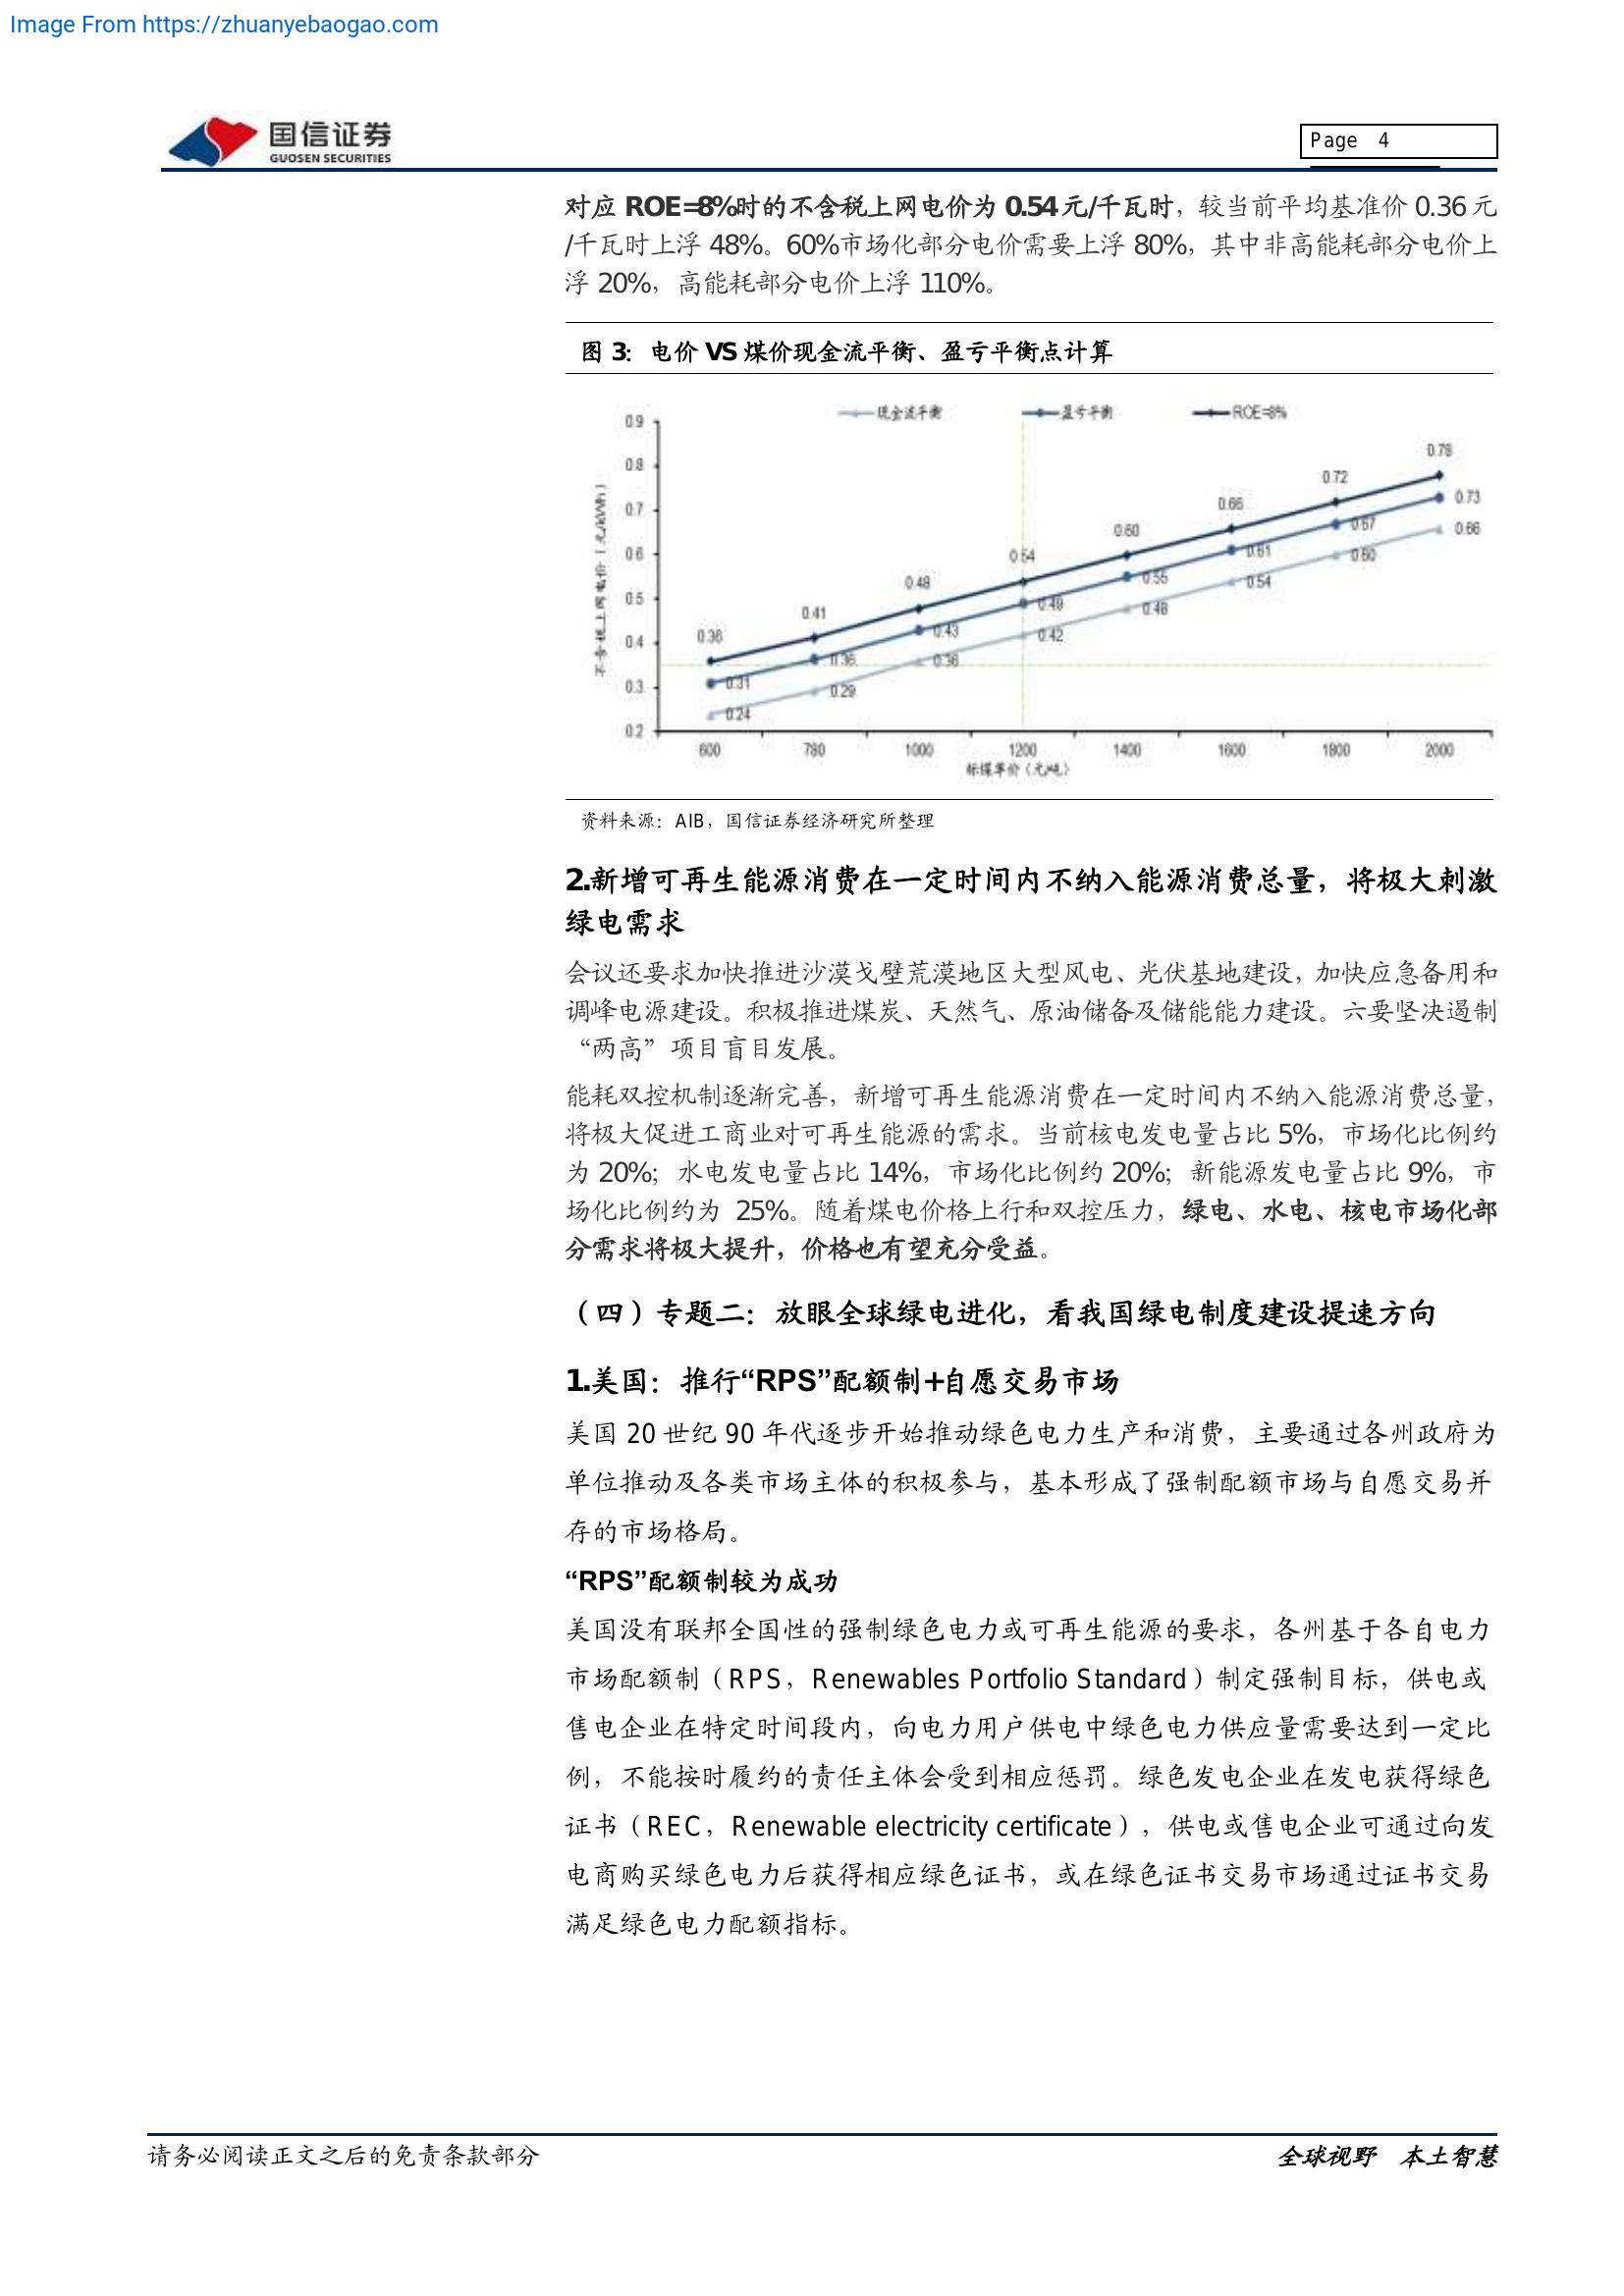 Image From https://zhuanyebaogao.com
国信证券
GUOSEN SECURITIES
Page 4
对应 ROE=8%时的不含税上网电价为 0.54 元/千瓦时，较当前平均基准价 0.36 元
/千瓦时上浮 48%。60%市场化部分电价需要上浮 80%，其中非高能耗部分电价上
浮 20%，高能耗部分电价上浮 110%。
图 3：电价 VS 煤价现金流平衡、盈亏平衡点计算
现金流平衡 盈亏平衡 ROE=8%
不含税上网电价（元/kWh）
0.9
0.8
0.7
0.6
0.5
0.4
0.3
0.2
0.36 0.41 0.48 0.54 0.60 0.66 0.72 0.78
0.31 0.36 0.43 0.49 0.55 0.61 0.67 0.73
0.24 0.29 0.36 0.42 0.48 0.54 0.60 0.66
600 780 1000 1200 1400 1600 1800 2000
标煤单价（元/吨）
资料来源：AIB，国信证券经济研究所整理
2.新增可再生能源消费在一定时间内不纳入能源消费总量，将极大刺激
绿电需求
会议还要求加快推进沙漠戈壁荒漠地区大型风电、光伏基地建设，加快应急备用和
调峰电源建设。积极推进煤炭、天然气、原油储备及储能能力建设。六要坚决遏制
“两高”项目盲目发展。
能耗双控机制逐渐完善，新增可再生能源消费在一定时间内不纳入能源消费总量，
将极大促进工商业对可再生能源的需求。当前核电发电量占比 5%，市场化比例约
为 20%；水电发电量占比 14%，市场化比例约 20%；新能源发电量占比 9%，市
场化比例约为 25%。随着煤电价格上行和双控压力，绿电、水电、核电市场化部
分需求将极大提升，价格也有望充分受益。
（四）专题二：放眼全球绿电进化，看我国绿电制度建设提速方向
1.美国：推行“RPS”配额制+自愿交易市场
美国 20 世纪 90 年代逐步开始推动绿色电力生产和消费，主要通过各州政府为
单位推动及各类市场主体的积极参与，基本形成了强制配额市场与自愿交易并
存的市场格局。
“RPS”配额制较为成功
美国没有联邦全国性的强制绿色电力或可再生能源的要求，各州基于各自电力
市场配额制（RPS，Renewables Portfolio Standard）制定强制目标，供电或
售电企业在特定时间段内，向电力用户供电中绿色电力供应量需要达到一定比
例，不能按时履约的责任主体会受到相应惩罚。绿色发电企业在发电获得绿色
证书（REC，Renewable electricity certificate），供电或售电企业可通过向发
电商购买绿色电力后获得相应绿色证书，或在绿色证书交易市场通过证书交易
满足绿色电力配额指标。
请务必阅读正文之后的免责条款部分
全球视野 本土智慧